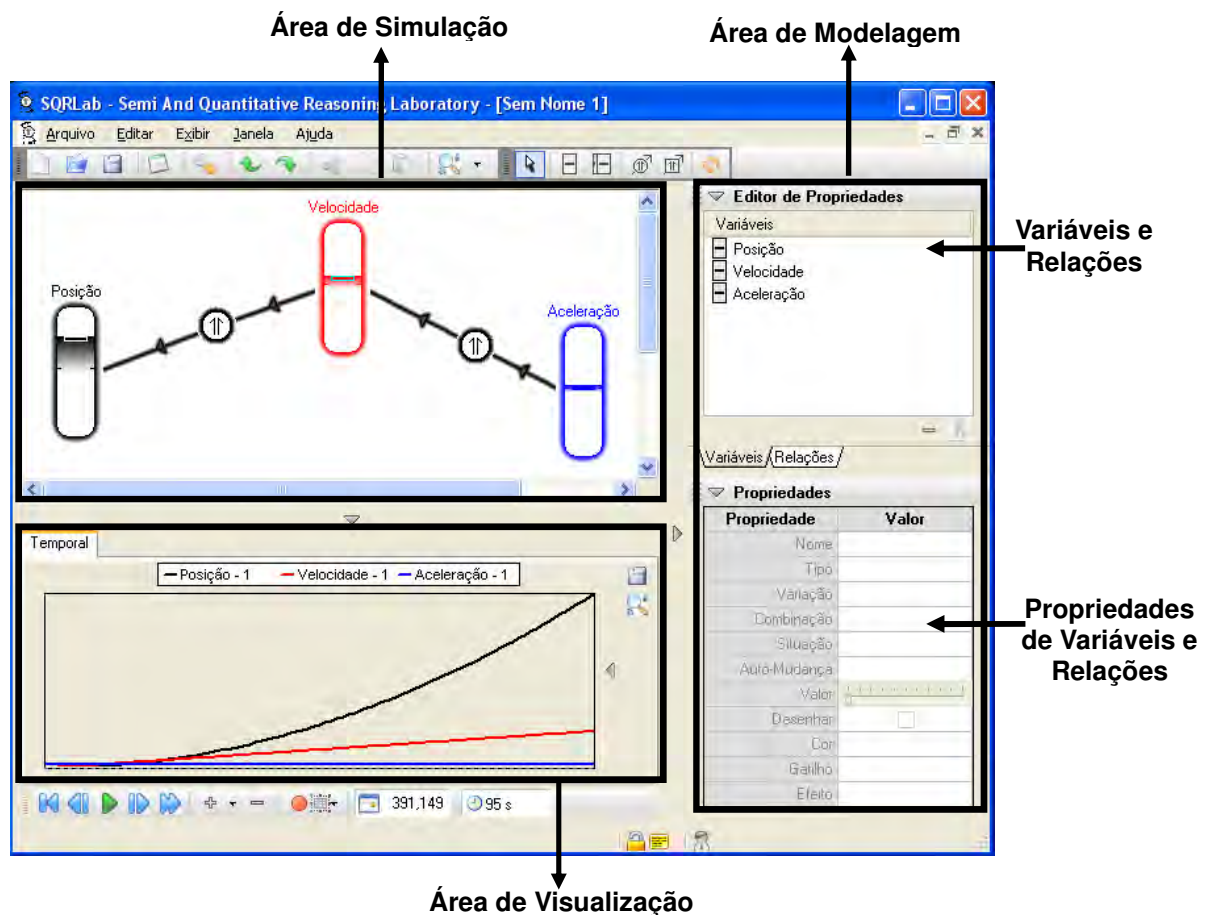 Área de Simulação
Área de Modelagem
SQRLab - Semi And Quantitative Reasoning Laboratory - [Sem Nome 1]
Arquivo Editar Exibir Janela Ajuda
Velocidade
Posição
Aceleração
Editor de Propriedades
Variáveis
Posição
Velocidade
Aceleração
Variáveis e
Relações
Variáveis Relações
Propriedades
Propriedade Valor
Nome
Tipo
Variação
Combinação
Situação
Auto-Mudança
Valor
Desenhar
Cor
Gatilho
Efeito
Propriedades
de Variáveis e
Relações
Temporal
Posição - 1 Velocidade - 1 Aceleração - 1
391,149 95 s
Área de Visualização